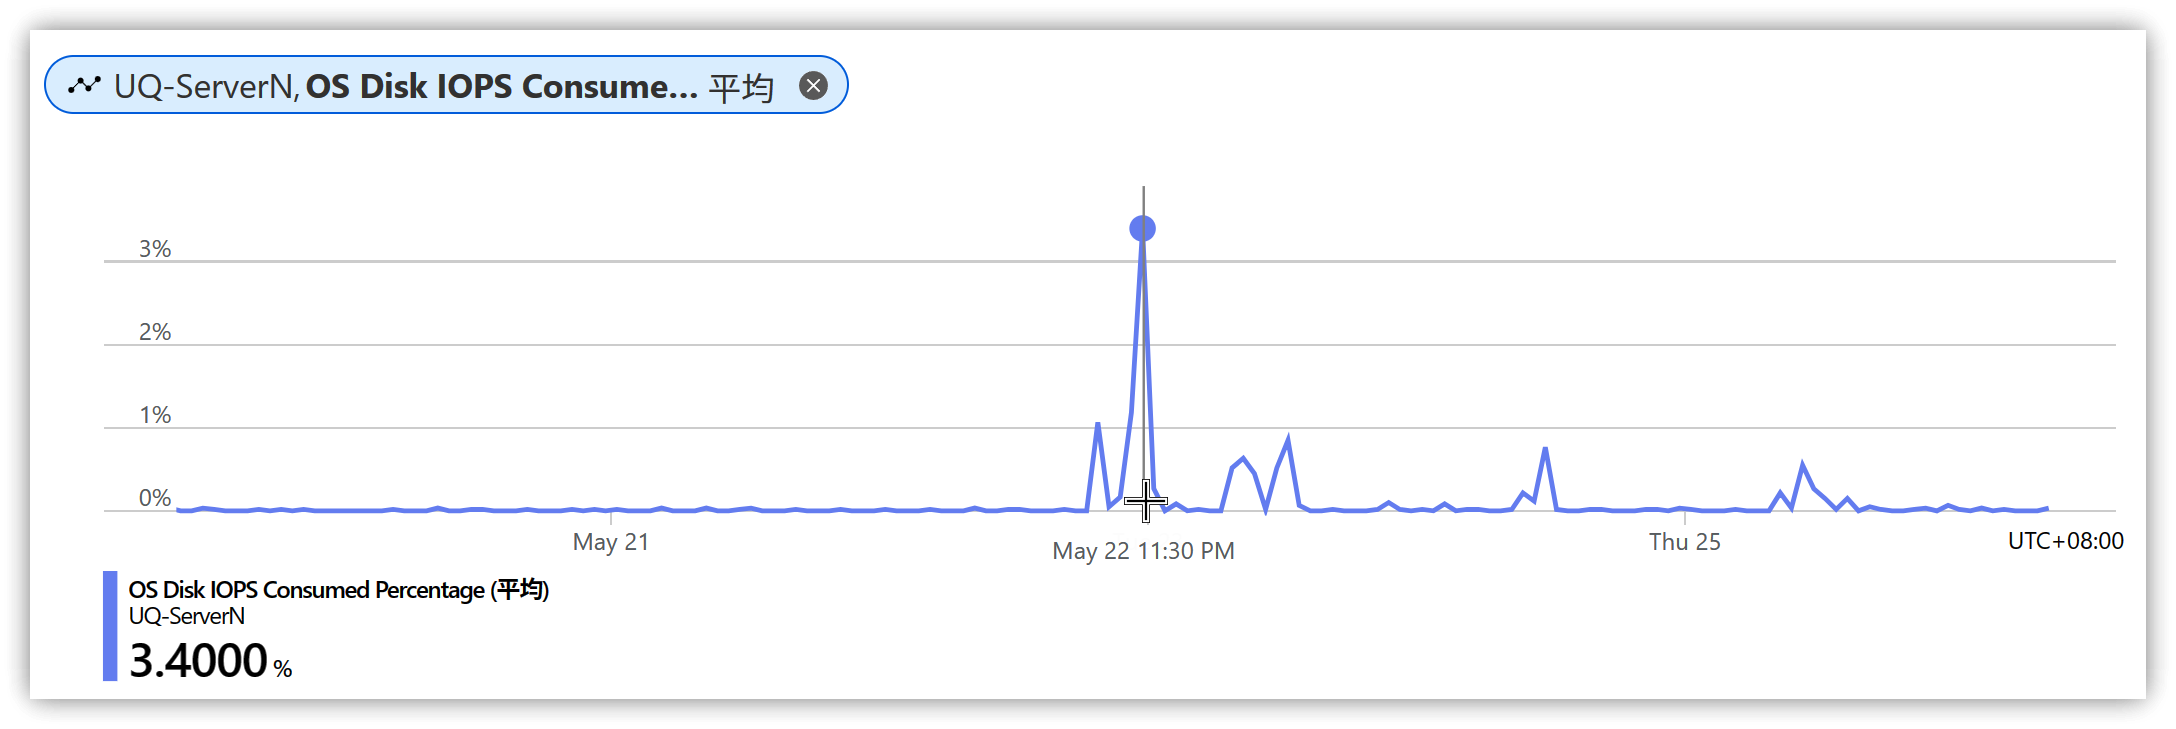 UQ-ServerN, OS Disk IOPS Consume... 平均
3%
2%
1%
0%
May 21
May 22 11:30 PM
Thu 25
UTC+08:00
OS Disk IOPS Consumed Percentage (平均)
UQ-ServerN
3.4000 %